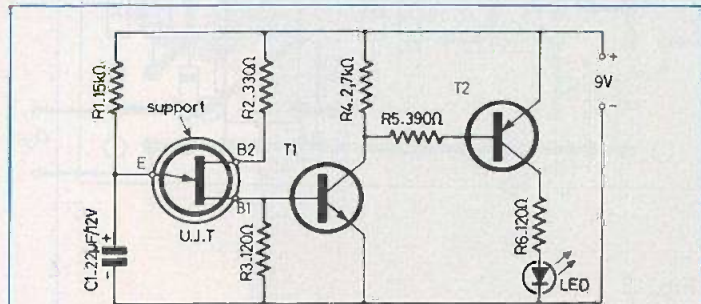 R1.15kΩ
support
E
U.J.T
C1.22µF/12V
+
-
R2.330Ω
B2
B1
R3.120Ω
T1
R4.2,7kΩ
R5.390Ω
T2
R6.120Ω
LED
+
9V
-